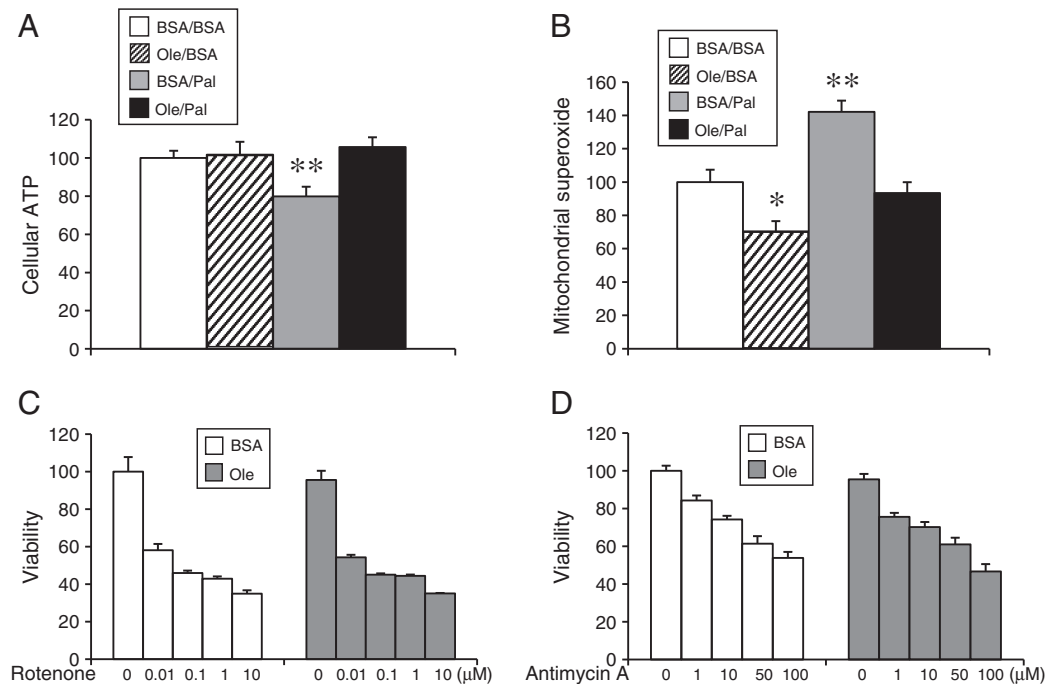 A
BSA/BSA
Ole/BSA
BSA/Pal
Ole/Pal
Cellular ATP
120
100
80
60
40
20
0
**
B
BSA/BSA
Ole/BSA
BSA/Pal
Ole/Pal
Mitochondrial superoxide
160
140
120
100
80
60
40
20
0
*
**
C
BSA
Ole
Viability
120
100
80
60
40
20
0
Rotenone 0 0.01 0.1 1 10 0 0.01 0.1 1 10 (μM)
D
BSA
Ole
Viability
120
100
80
60
40
20
0
Antimycin A 0 1 10 50 100 0 1 10 50 100 (μM)